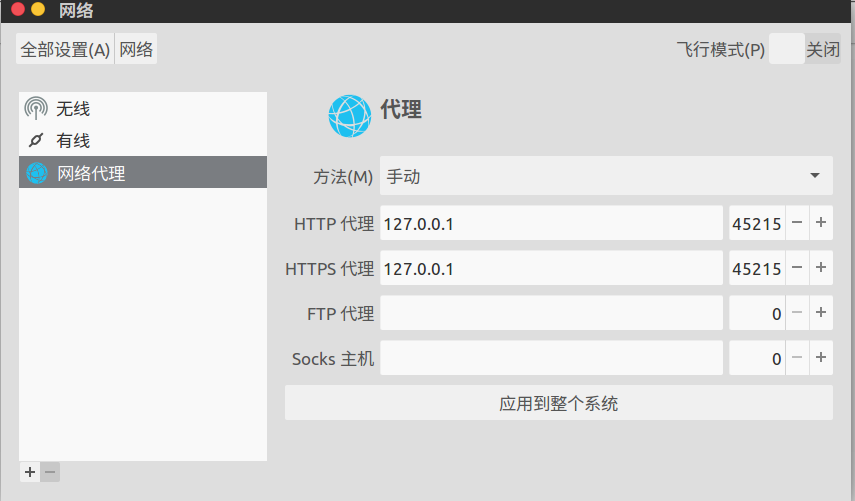 网络
全部设置(A) 网络
飞行模式(P) 关闭
无线
有线
网络代理
代理
方法(M) 手动
HTTP 代理 127.0.0.1 45215 − +
HTTPS 代理 127.0.0.1 45215 − +
FTP 代理 0 − +
Socks 主机 0 − +
应用到整个系统
+ −